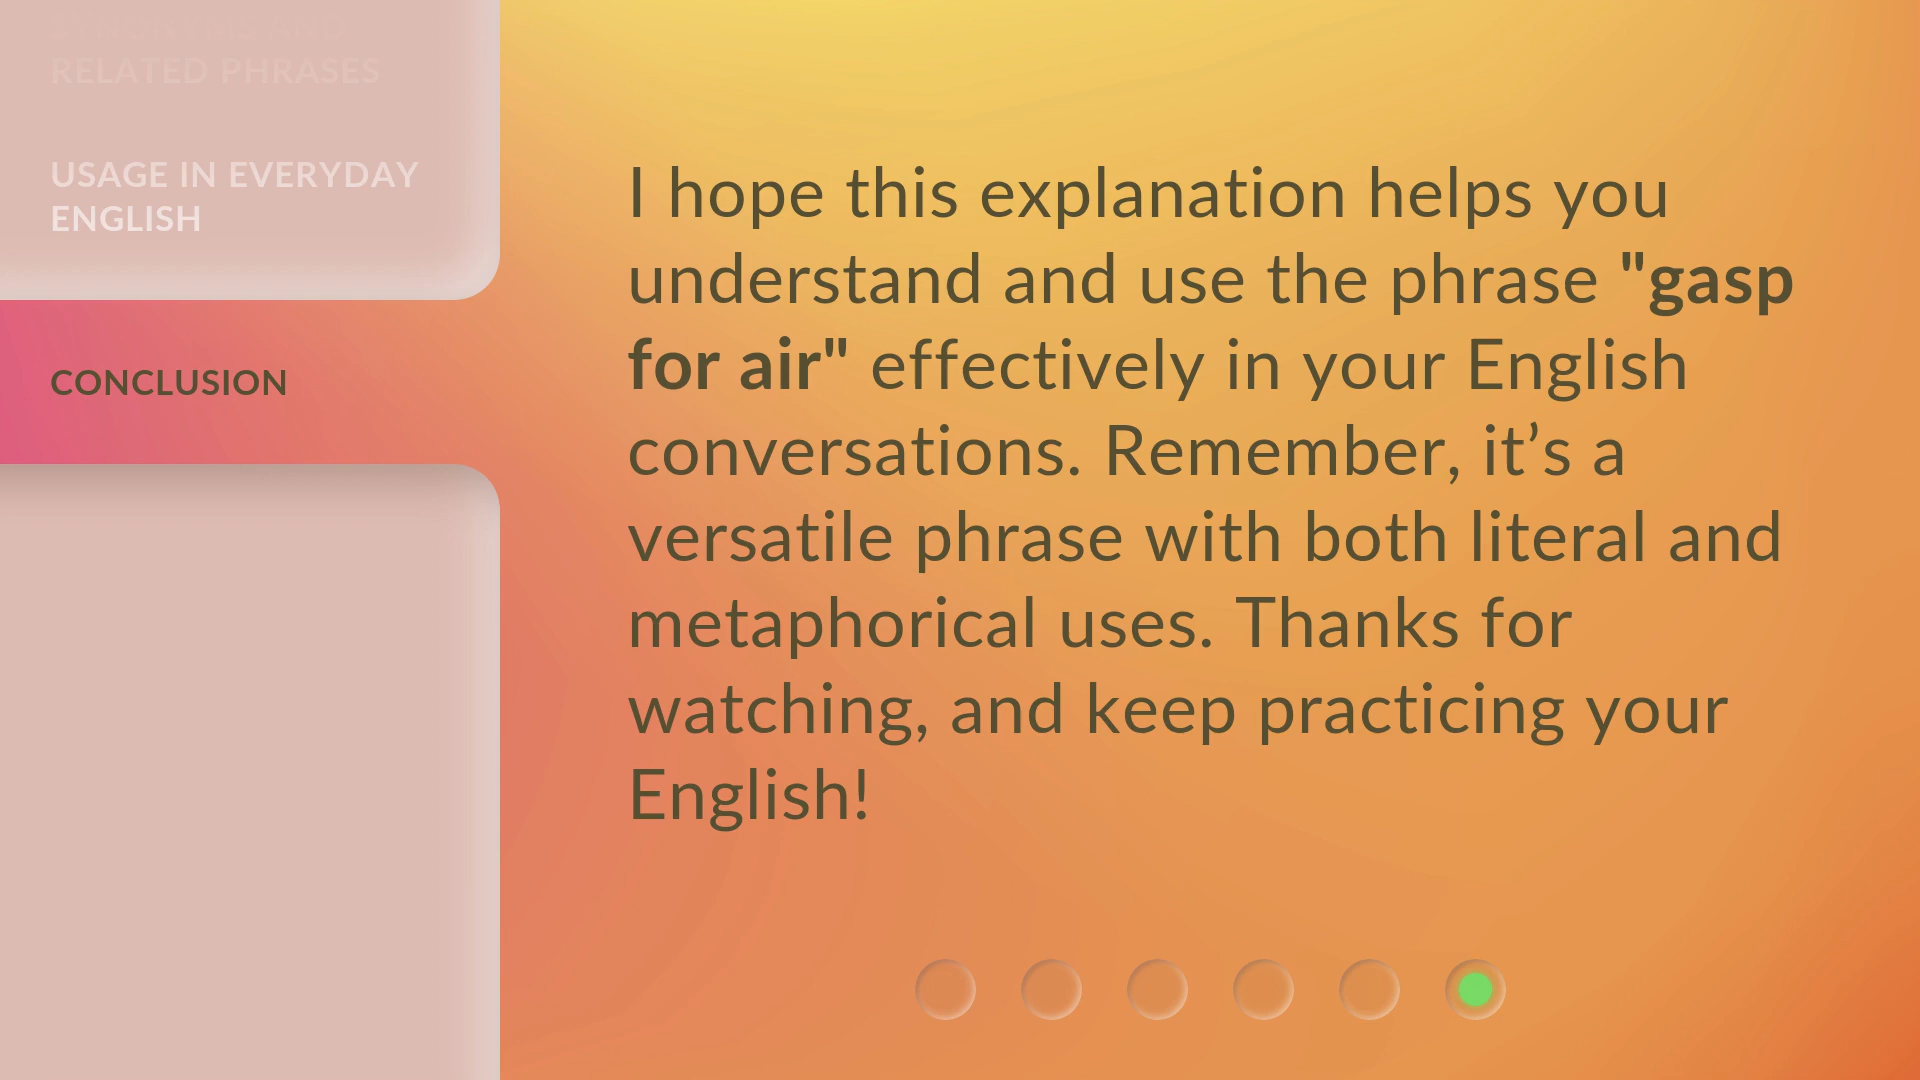 SYNONYMS AND
RELATED PHRASES
USAGE IN EVERYDAY
ENGLISH
CONCLUSION
I hope this explanation helps you
understand and use the phrase "gasp
for air" effectively in your English
conversations. Remember, it’s a
versatile phrase with both literal and
metaphorical uses. Thanks for
watching, and keep practicing your
English!